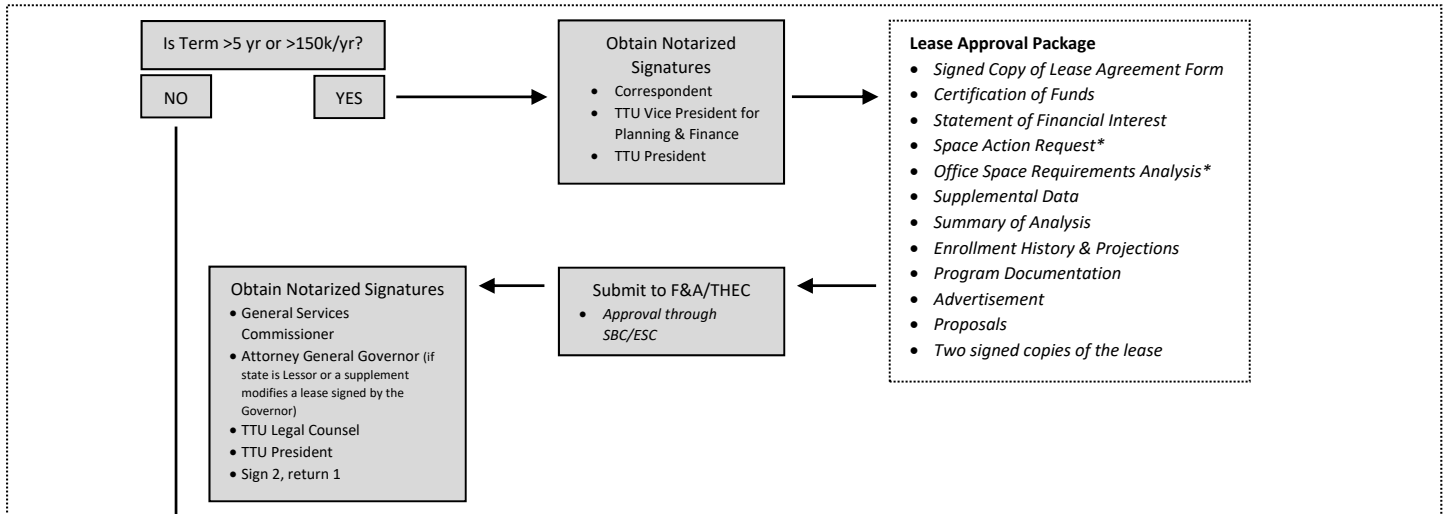 Is Term >5 yr or >150k/yr?
NO
YES
Obtain Notarized
Signatures
• Correspondent
• TTU Vice President for
Planning & Finance
• TTU President
Lease Approval Package
• Signed Copy of Lease Agreement Form
• Certification of Funds
• Statement of Financial Interest
• Space Action Request*
• Office Space Requirements Analysis*
• Supplemental Data
• Summary of Analysis
• Enrollment History & Projections
• Program Documentation
• Advertisement
• Proposals
• Two signed copies of the lease
Submit to F&A/THEC
• Approval through
SBC/ESC
Obtain Notarized Signatures
• General Services
Commissioner
• Attorney General Governor (if
state is Lessor or a supplement
modifies a lease signed by the
Governor)
• TTU Legal Counsel
• TTU President
• Sign 2, return 1